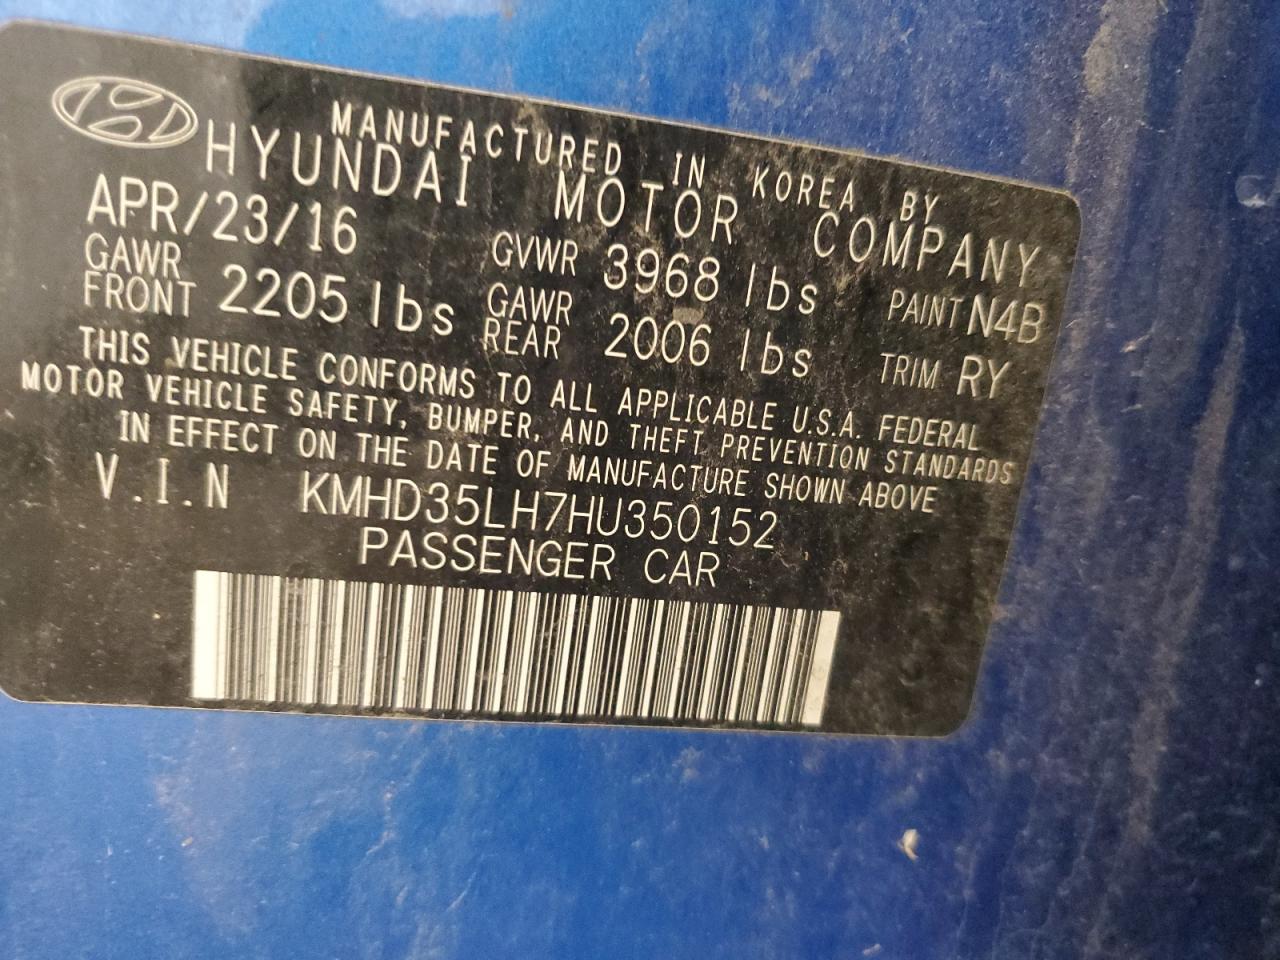 MANUFACTURED IN KOREA BY
HYUNDAI MOTOR COMPANY
APR/23/16 GVWR 3968 lbs PAINT N4B
GAWR FRONT 2205 lbs GAWR REAR 2006 lbs TRIM RY
THIS VEHICLE CONFORMS TO ALL APPLICABLE U.S.A. FEDERAL
MOTOR VEHICLE SAFETY, BUMPER, AND THEFT PREVENTION STANDARDS
IN EFFECT ON THE DATE OF MANUFACTURE SHOWN ABOVE
V.I.N KMHD35LH7HU350152
PASSENGER CAR